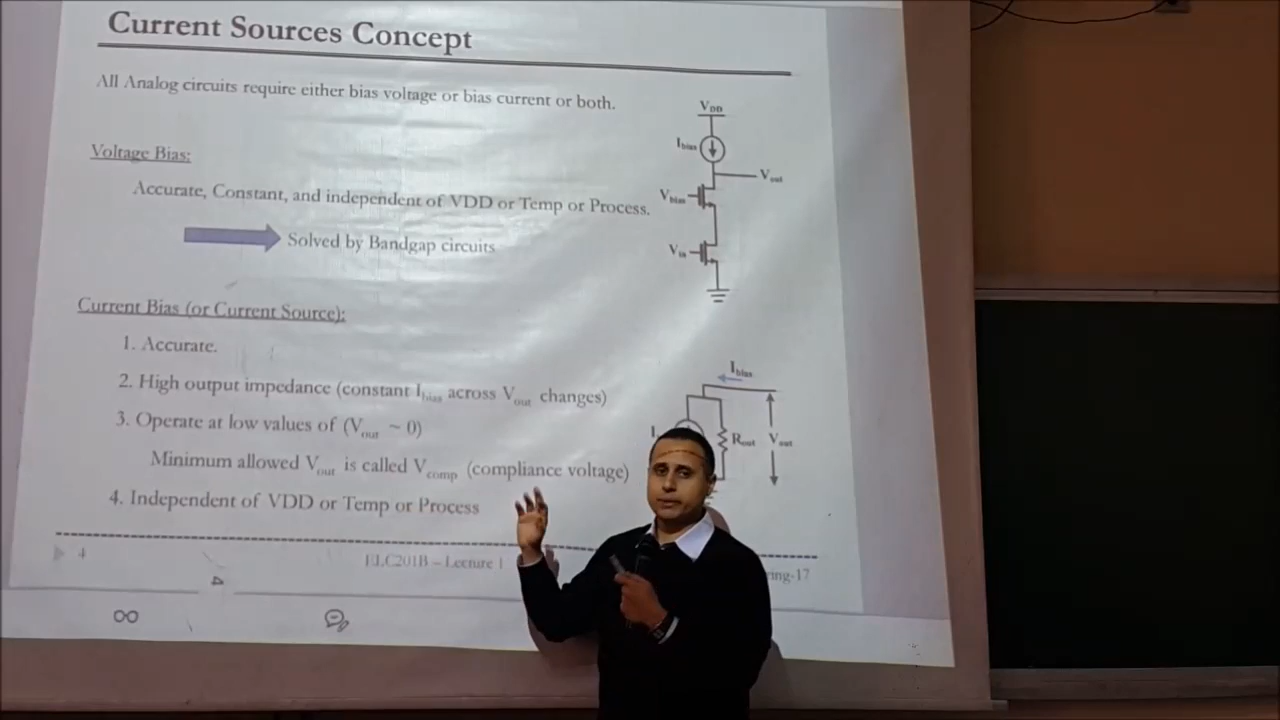 Current Sources Concept
All Analog circuits require either bias voltage or bias current or both.
Voltage Bias:
Accurate, Constant, and independent of VDD or Temp or Process.
Solved by Bandgap circuits
Current Bias (or Current Source):
1. Accurate.
2. High output impedance (constant Ibias across Vout changes)
3. Operate at low values of (Vout ~ 0)
Minimum allowed Vout is called Vcomp (compliance voltage)
4. Independent of VDD or Temp or Process
VDD
Ibias
Vout
Vbias
Vin
Ibias
I
Rout
Vout
4
ELC201B – Lecture 1
ing-17